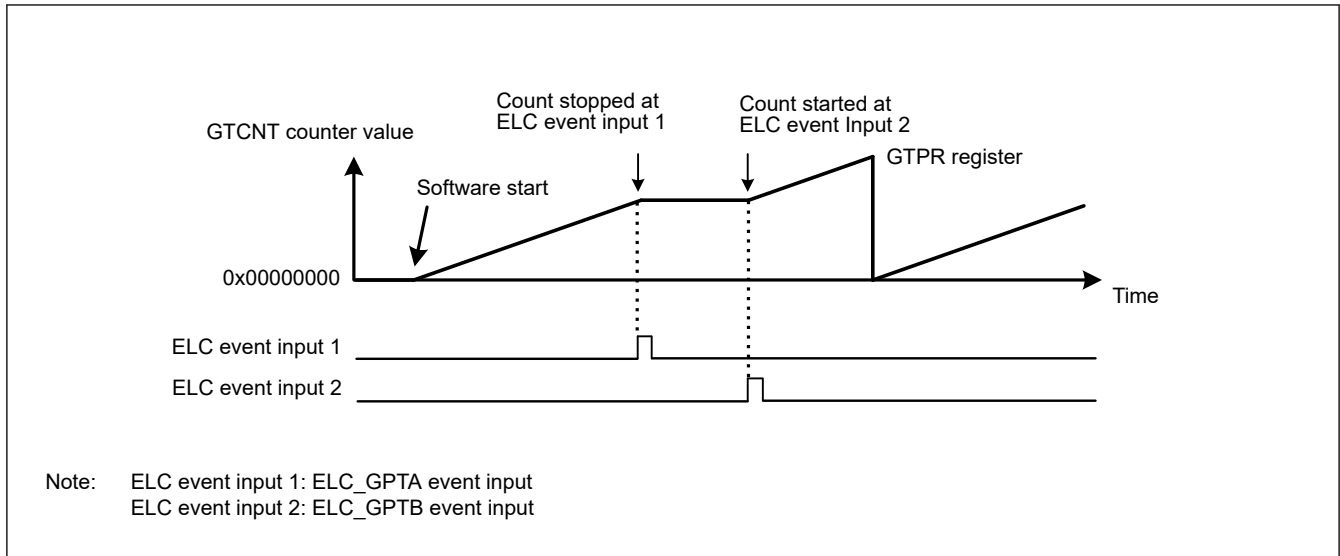 Count stopped at
ELC event input 1
Count started at
ELC event Input 2
GTCNT counter value
GTPR register
Software start
0x00000000
Time
ELC event input 1
ELC event input 2
Note: ELC event input 1: ELC_GPTA event input
ELC event input 2: ELC_GPTB event input